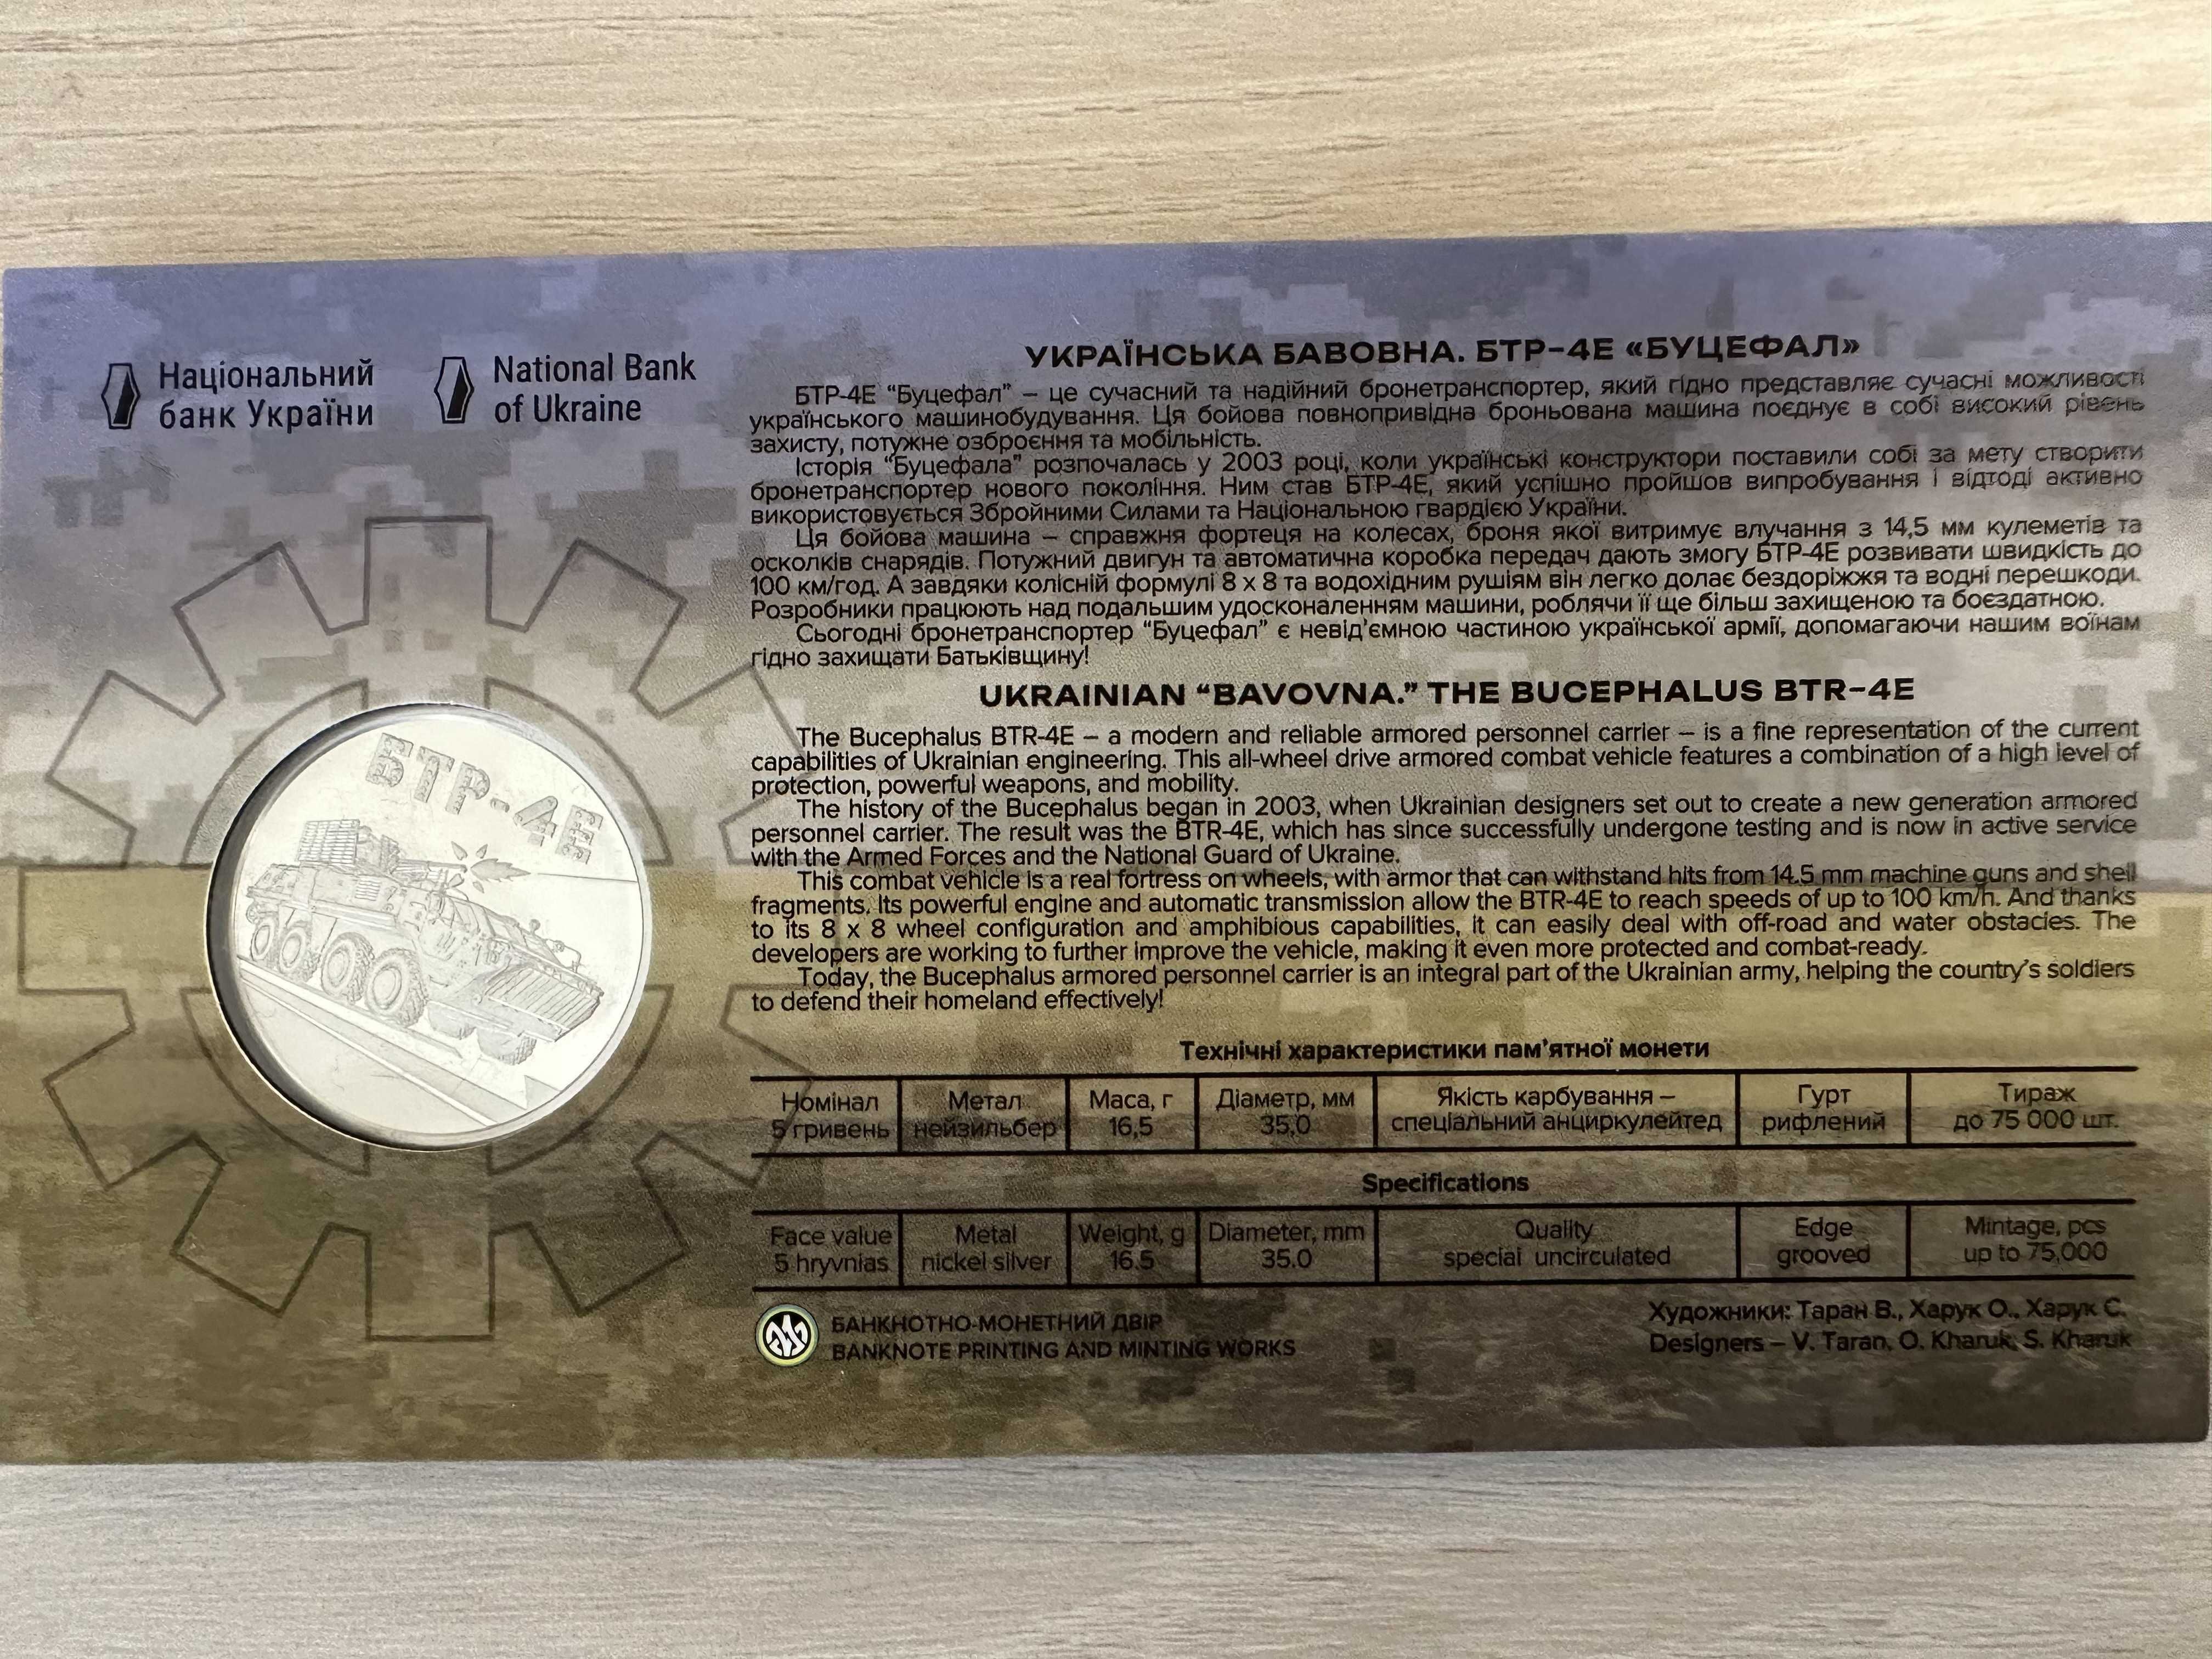 Національний
банк України
National Bank
of Ukraine
УКРАЇНСЬКА БАВОВНА. БТР-4Е «БУЦЕФАЛ»
БТР-4Е “Буцефал” – це сучасний та надійний бронетранспортер, який гідно представляє сучасні можливості
українського машинобудування. Ця бойова повнопривідна броньована машина поєднує в собі високий рівень
захисту, потужне озброєння та мобільність.
Історія “Буцефала” розпочалась у 2003 році, коли українські конструктори поставили собі за мету створити
бронетранспортер нового покоління. Ним став БТР-4Е, який успішно пройшов випробування і відтоді активно
використовується Збройними Силами та Національною гвардією України.
Ця бойова машина – справжня фортеця на колесах, броня якої витримує влучання з 14,5 мм кулеметів та
осколків снарядів. Потужний двигун та автоматична коробка передач дають змогу БТР-4Е розвивати швидкість до
100 км/год. А завдяки колісній формулі 8 х 8 та водохідним рушіям він легко долає бездоріжжя та водні перешкоди.
Розробники працюють над подальшим удосконаленням машини, роблячи її ще більш захищеною та боєздатною.
Сьогодні бронетранспортер “Буцефал” є невід’ємною частиною української армії, допомагаючи нашим воїнам
гідно захищати Батьківщину!
UKRAINIAN “BAVOVNA.” THE BUCEPHALUS BTR-4E
The Bucephalus BTR-4E – a modern and reliable armored personnel carrier – is a fine representation of the current
capabilities of Ukrainian engineering. This all-wheel drive armored combat vehicle features a combination of a high level of
protection, powerful weapons, and mobility.
The history of the Bucephalus began in 2003, when Ukrainian designers set out to create a new generation armored
personnel carrier. The result was the BTR-4E, which has since successfully undergone testing and is now in active service
with the Armed Forces and the National Guard of Ukraine.
This combat vehicle is a real fortress on wheels, with armor that can withstand hits from 14.5 mm machine guns and shell
fragments. Its powerful engine and automatic transmission allow the BTR-4E to reach speeds of up to 100 km/h. And thanks
to its 8 x 8 wheel configuration and amphibious capabilities, it can easily deal with off-road and water obstacles. The
developers are working to further improve the vehicle, making it even more protected and combat-ready.
Today, the Bucephalus armored personnel carrier is an integral part of the Ukrainian army, helping the country’s soldiers
to defend their homeland effectively!
БТР-4Е
Технічні характеристики пам’ятної монети
Номінал Метал Маса, г Діаметр, мм Якість карбування – Гурт Тираж
5 гривень нейзильбер 16,5 35,0 спеціальний анциркулейтед рифлений до 75 000 шт.
Specifications
Face value Metal Weight, g Diameter, mm Quality Edge Mintage, pcs
5 hryvnias nickel silver 16.5 35.0 special uncirculated grooved up to 75,000
БАНКНОТНО-МОНЕТНИЙ ДВІР
BANKNOTE PRINTING AND MINTING WORKS
Художники: Таран В., Харук О., Харук С.
Designers – V. Taran, O. Kharuk, S. Kharuk